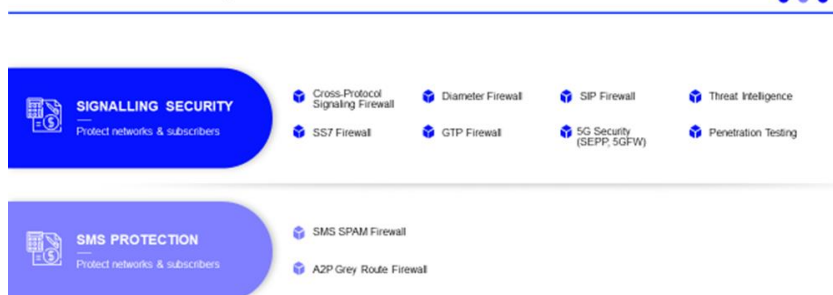 SIGNALLING SECURITY
Protect networks & subscribers
Cross-Protocol
Signaling Firewall
Diameter Firewall
SIP Firewall
Threat Intelligence
SS7 Firewall
GTP Firewall
5G Security
(SEPP, 5GFW)
Penetration Testing
SMS PROTECTION
Protect networks & subscribers
SMS SPAM Firewall
A2P Grey Route Firewall